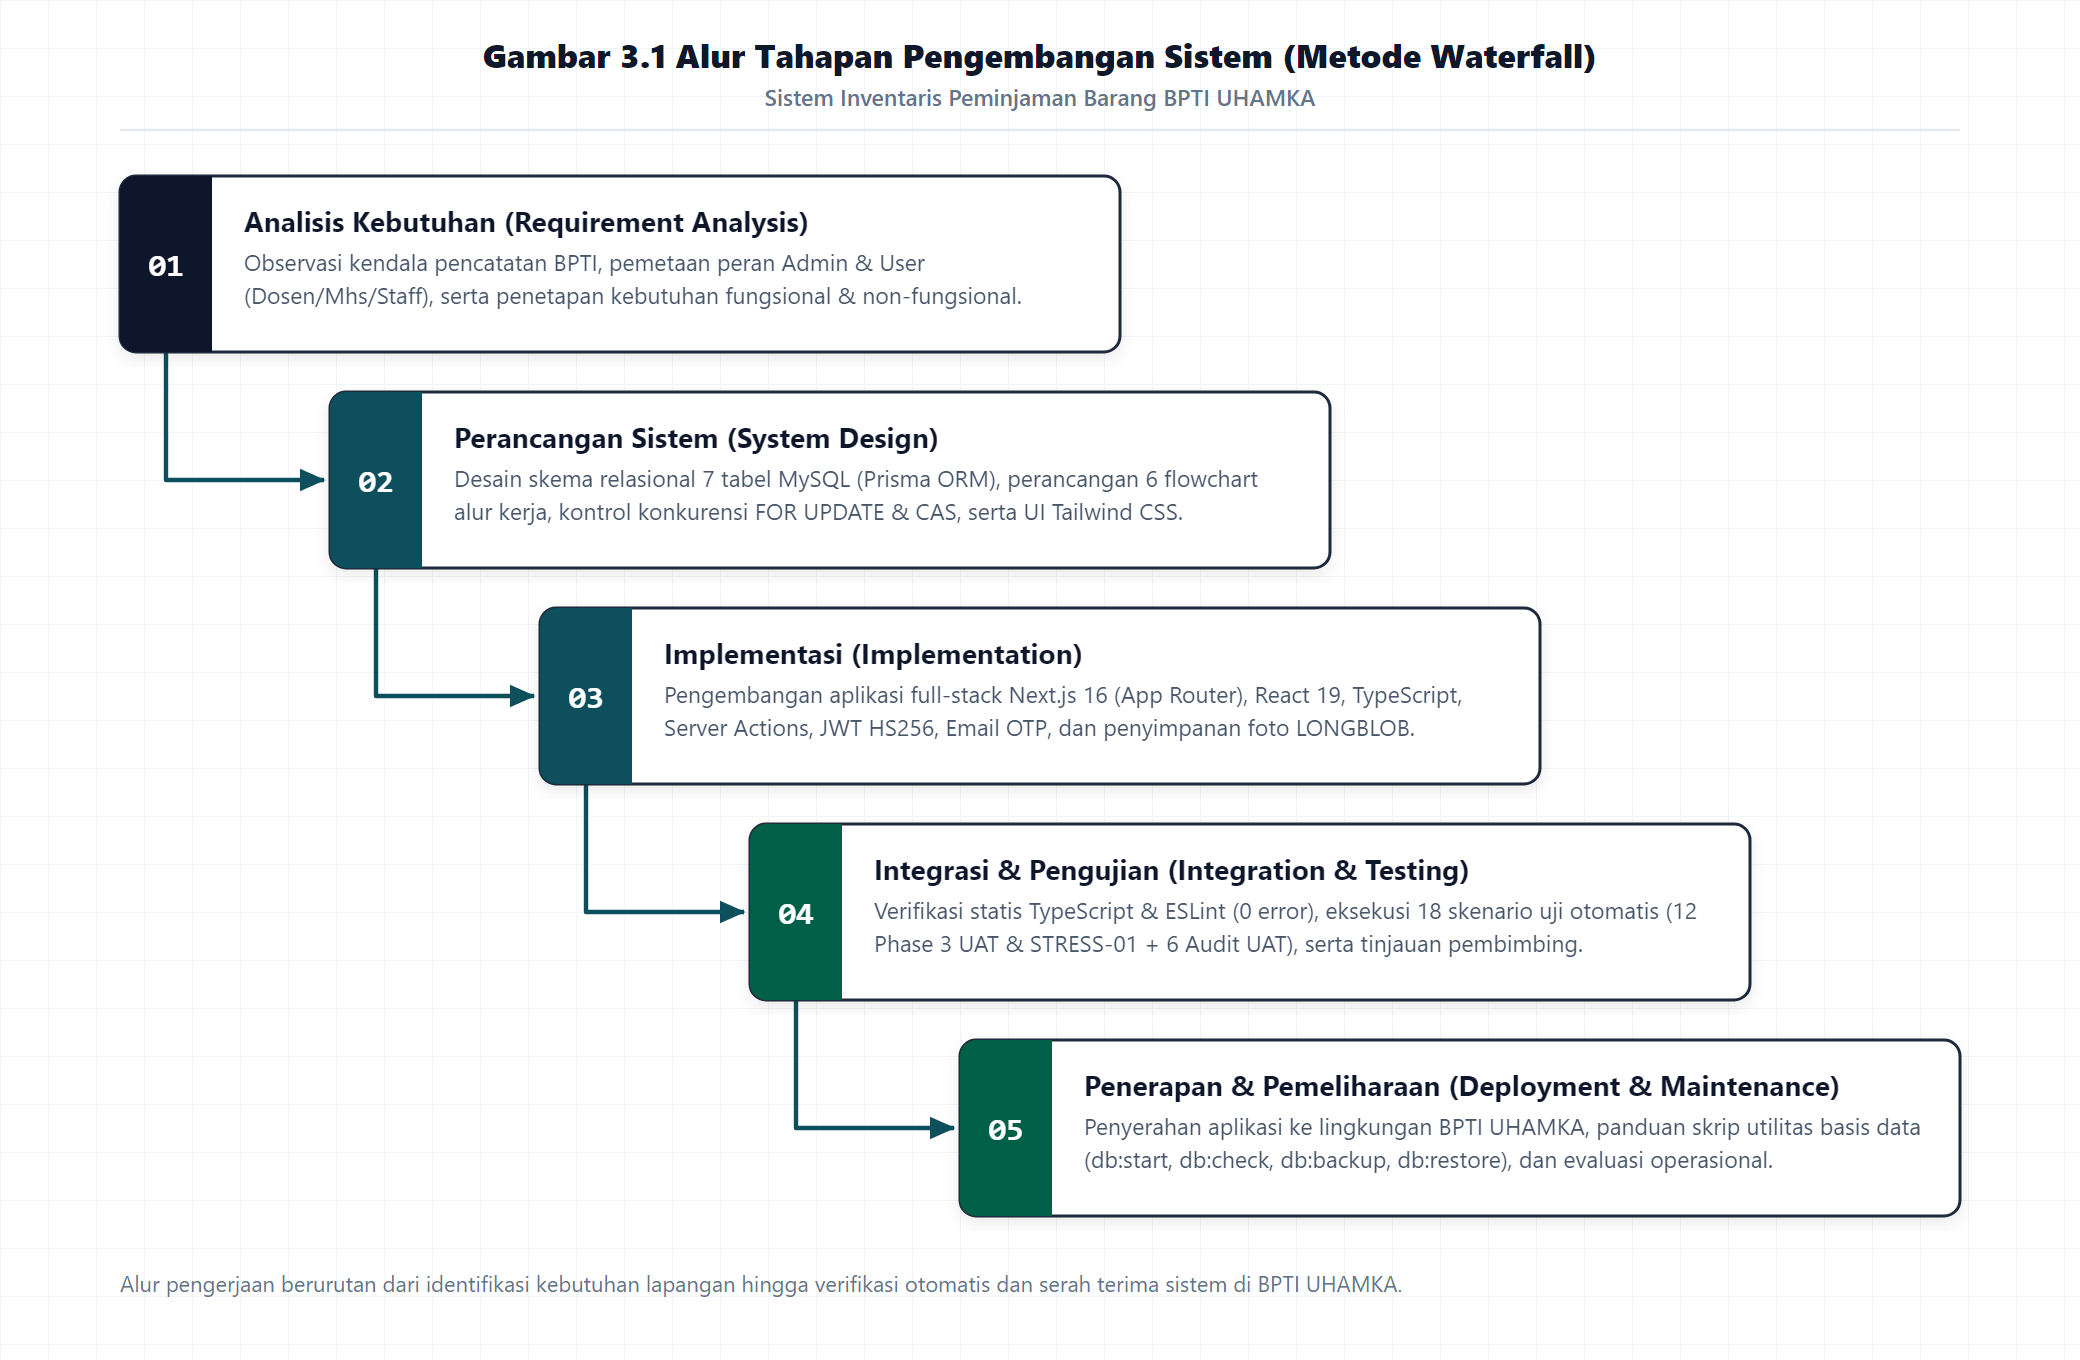 Gambar 3.1 Alur Tahapan Pengembangan Sistem (Metode Waterfall)
Sistem Inventaris Peminjaman Barang BPTI UHAMKA
01
Analisis Kebutuhan (Requirement Analysis)
Observasi kendala pencatatan BPTI, pemetaan peran Admin & User
(Dosen/Mhs/Staff), serta penetapan kebutuhan fungsional & non-fungsional.
02
Perancangan Sistem (System Design)
Desain skema relasional 7 tabel MySQL (Prisma ORM), perancangan 6 flowchart
alur kerja, kontrol konkurensi FOR UPDATE & CAS, serta UI Tailwind CSS.
03
Implementasi (Implementation)
Pengembangan aplikasi full-stack Next.js 16 (App Router), React 19, TypeScript,
Server Actions, JWT HS256, Email OTP, dan penyimpanan foto LONGBLOB.
04
Integrasi & Pengujian (Integration & Testing)
Verifikasi statis TypeScript & ESLint (0 error), eksekusi 18 skenario uji otomatis (12
Phase 3 UAT & STRESS-01 + 6 Audit UAT), serta tinjauan pembimbing.
05
Penerapan & Pemeliharaan (Deployment & Maintenance)
Penyerahan aplikasi ke lingkungan BPTI UHAMKA, panduan skrip utilitas basis data
(db:start, db:check, db:backup, db:restore), dan evaluasi operasional.
Alur pengerjaan berurutan dari identifikasi kebutuhan lapangan hingga verifikasi otomatis dan serah terima sistem di BPTI UHAMKA.